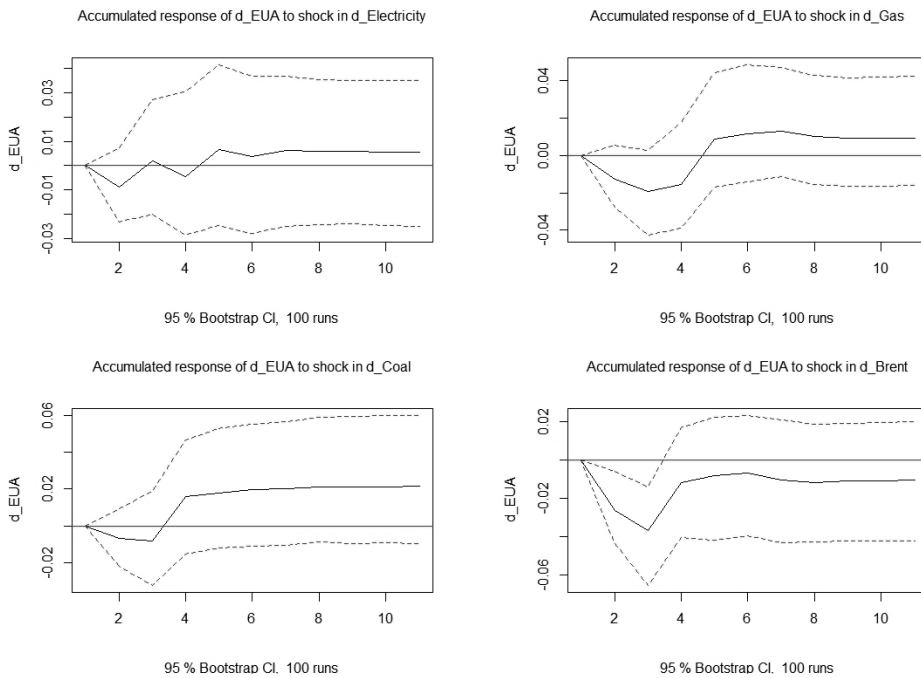 Accumulated response of d_EUA to shock in d_Electricity
d_EUA
0.03
0.01
-0.01
-0.03
2 4 6 8 10
95 % Bootstrap CI, 100 runs
Accumulated response of d_EUA to shock in d_Gas
d_EUA
0.04
0.00
-0.04
2 4 6 8 10
95 % Bootstrap CI, 100 runs
Accumulated response of d_EUA to shock in d_Coal
d_EUA
0.06
0.02
-0.02
2 4 6 8 10
95 % Bootstrap CI, 100 runs
Accumulated response of d_EUA to shock in d_Brent
d_EUA
0.02
-0.02
-0.06
2 4 6 8 10
95 % Bootstrap CI, 100 runs